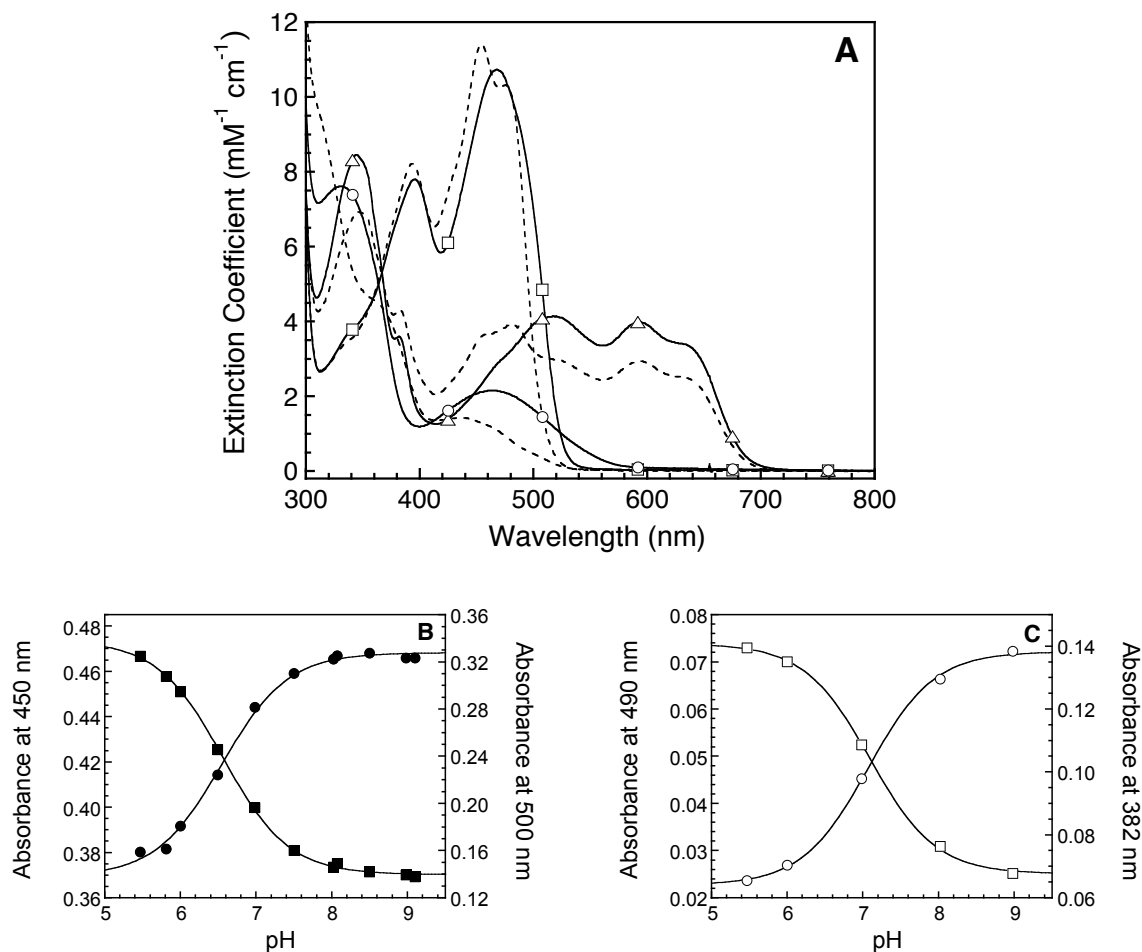 A
12
10
8
6
4
2
0
Extinction Coefficient (mM⁻¹ cm⁻¹)
300 400 500 600 700 800
Wavelength (nm)
B
0.48
0.46
0.44
0.42
0.40
0.38
0.36
Absorbance at 450 nm
0.36
0.32
0.28
0.24
0.20
0.16
0.12
Absorbance at 500 nm
5 6 7 8 9
pH
C
0.08
0.07
0.06
0.05
0.04
0.03
0.02
Absorbance at 490 nm
0.14
0.12
0.10
0.08
0.06
Absorbance at 382 nm
5 6 7 8 9
pH